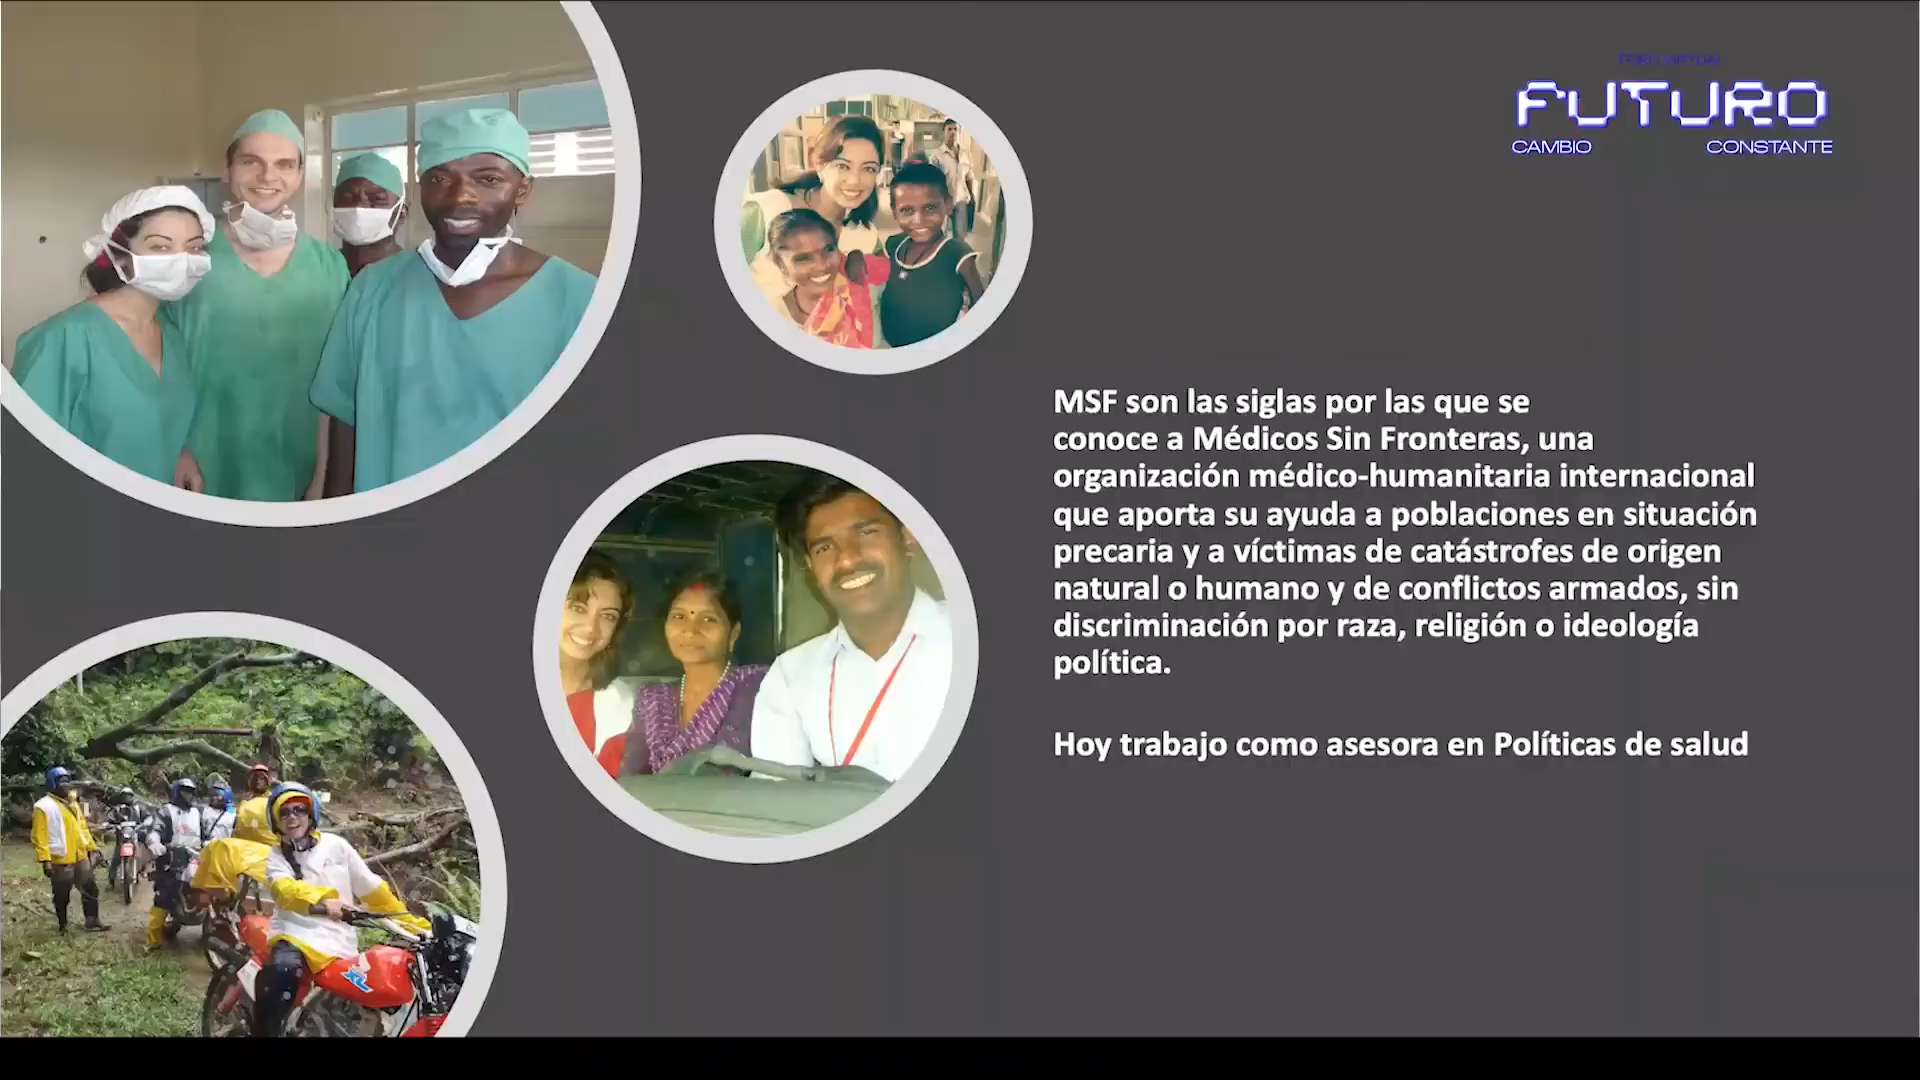 FUTURO
CAMBIO CONSTANTE
MSF son las siglas por las que se
conoce a Médicos Sin Fronteras, una
organización médico-humanitaria internacional
que aporta su ayuda a poblaciones en situación
precaria y a víctimas de catástrofes de origen
natural o humano y de conflictos armados, sin
discriminación por raza, religión o ideología
política.
Hoy trabajo como asesora en Políticas de salud
XL